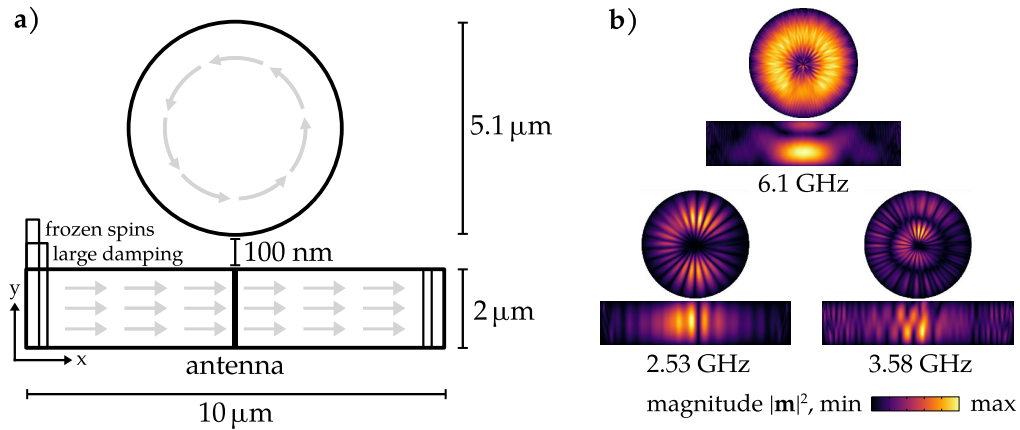 a)
5.1 μm
frozen spins
large damping
100 nm
y
x
antenna
2 μm
10 μm
b)
6.1 GHz
2.53 GHz
3.58 GHz
magnitude |m|², min
max